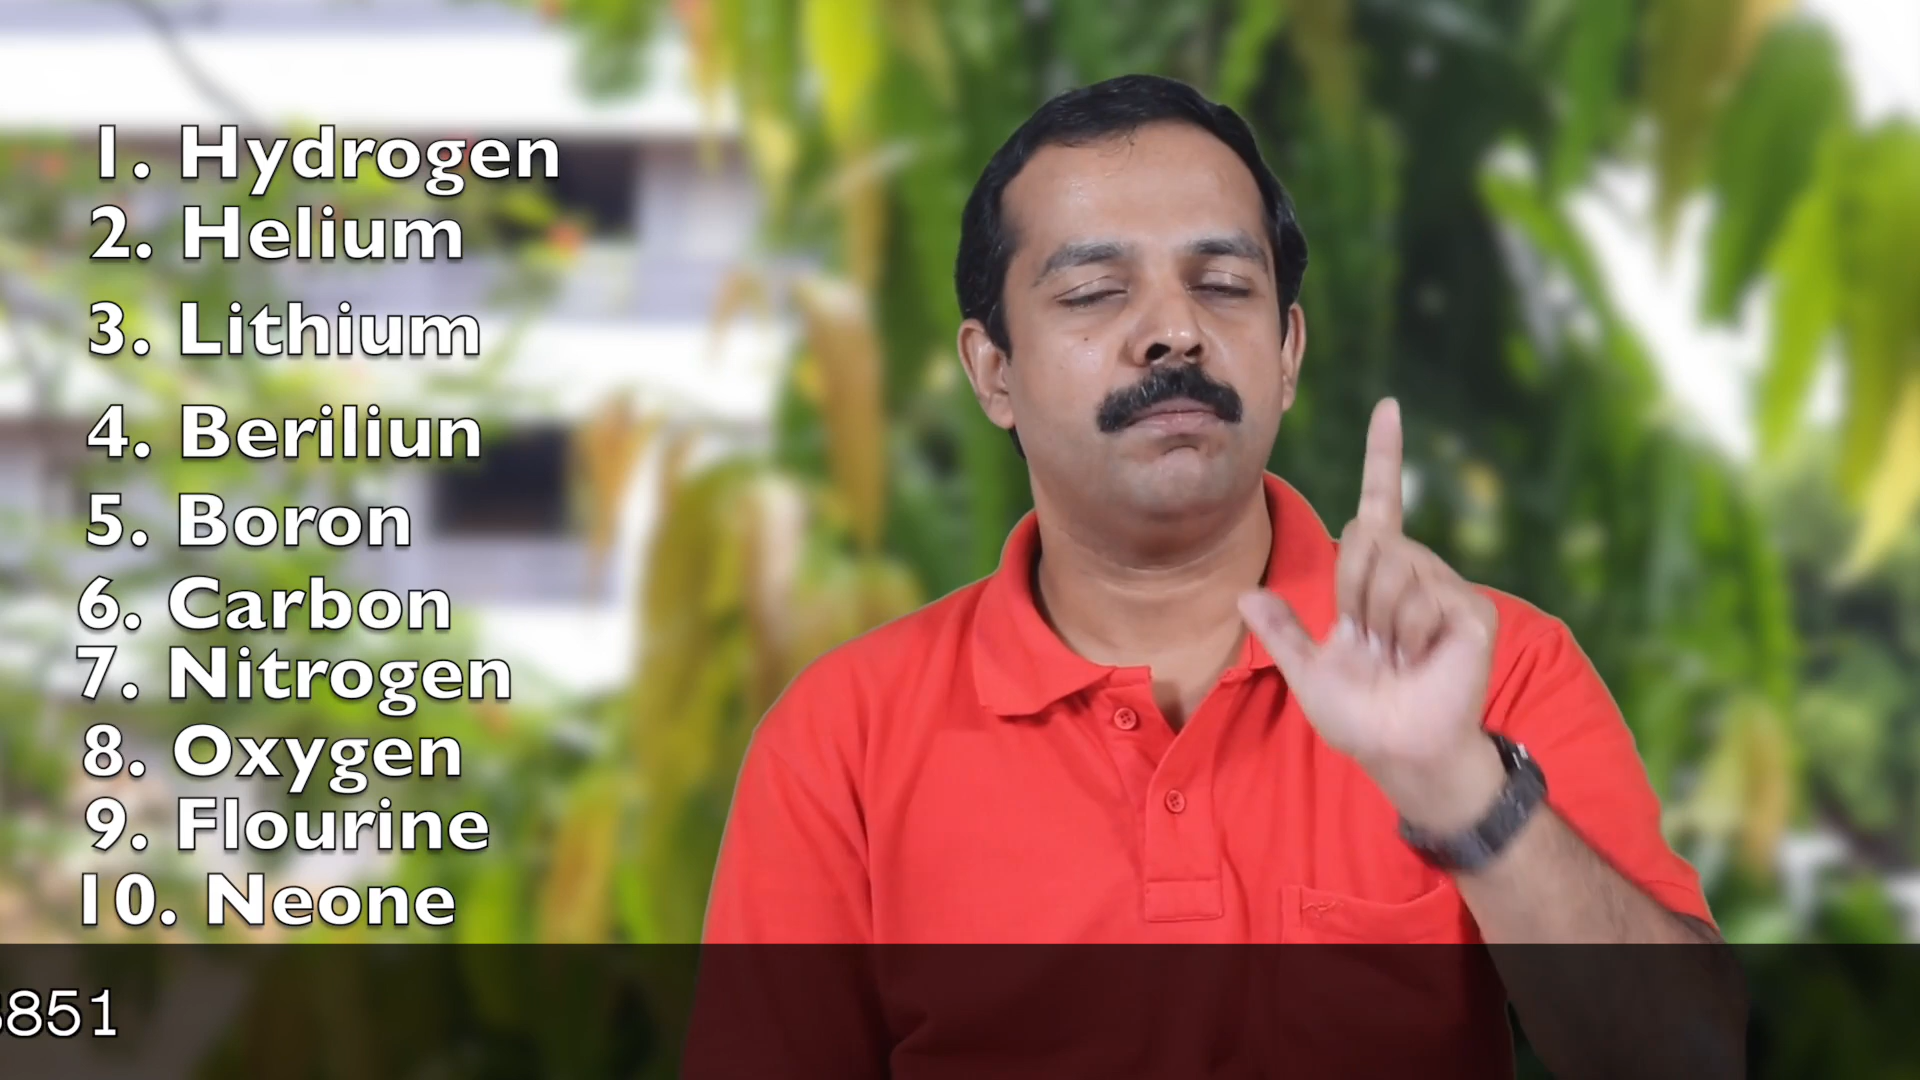 1. Hydrogen
2. Helium
3. Lithium
4. Beriliun
5. Boron
6. Carbon
7. Nitrogen
8. Oxygen
9. Flourine
10. Neone
851